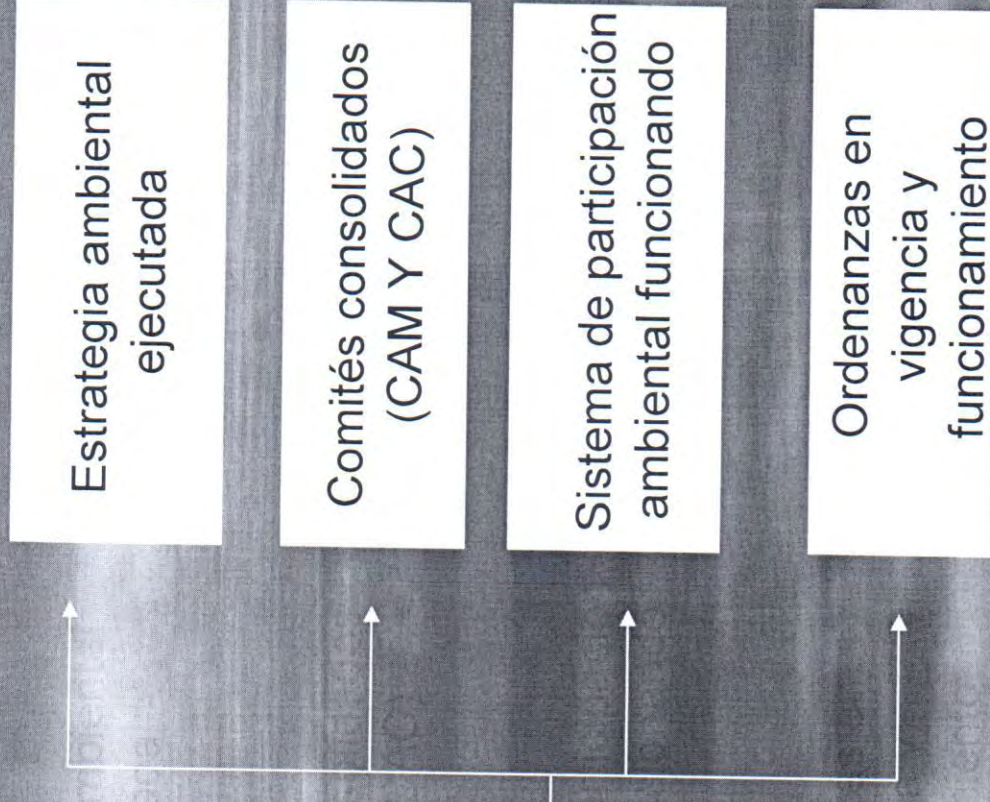 Estrategia ambiental
ejecutada
Comités consolidados
(CAM Y CAC)
Sistema de participación
ambiental funcionando
Ordenanzas en
vigencia y
funcionamiento